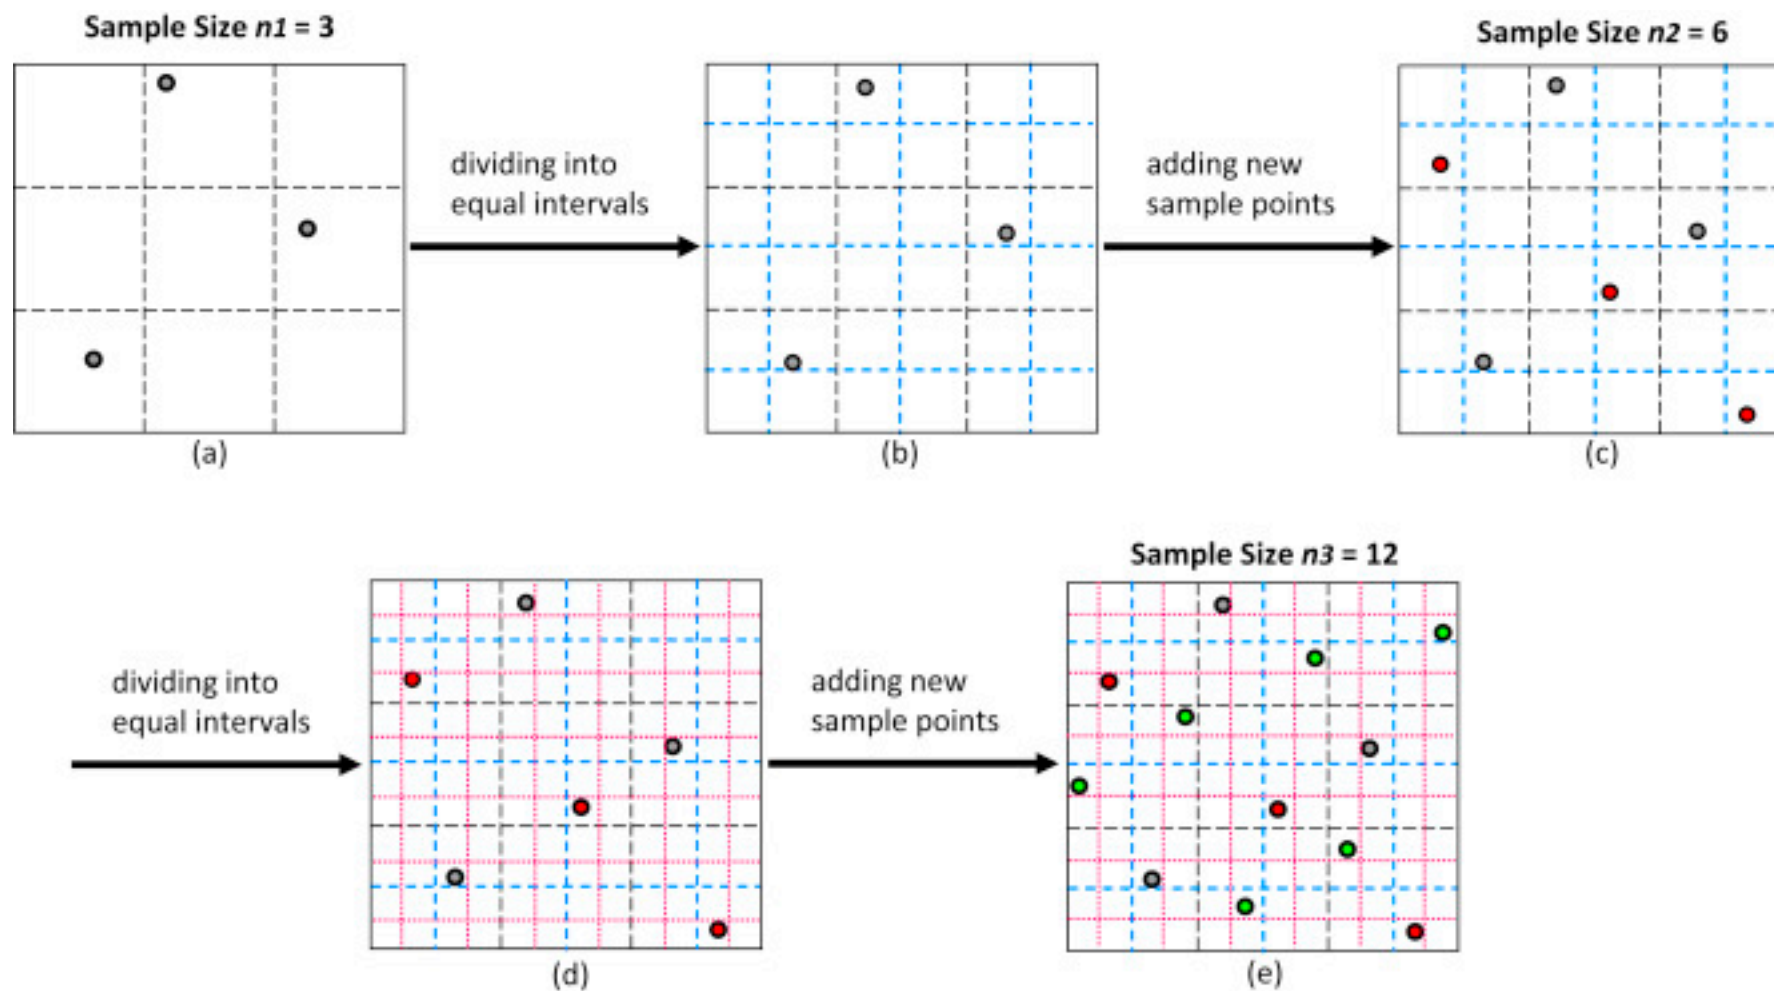 Sample Size n1 = 3
Sample Size n2 = 6
dividing into
equal intervals
adding new
sample points
(a)
(b)
(c)
Sample Size n3 = 12
dividing into
equal intervals
adding new
sample points
(d)
(e)